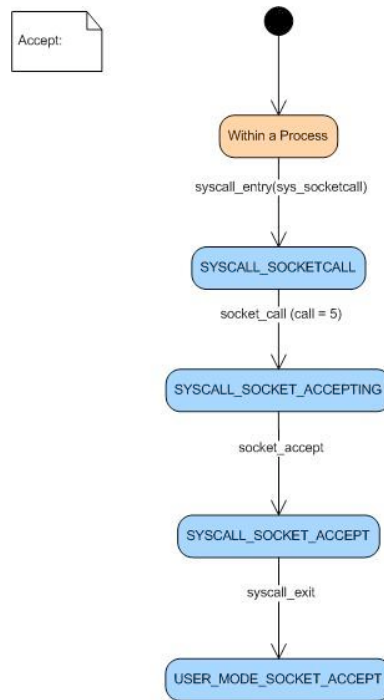 Accept:
Within a Process
syscall_entry(sys_socketcall)
SYSCALL_SOCKETCALL
socket_call (call = 5)
SYSCALL_SOCKET_ACCEPTING
socket_accept
SYSCALL_SOCKET_ACCEPT
syscall_exit
USER_MODE_SOCKET_ACCEPT